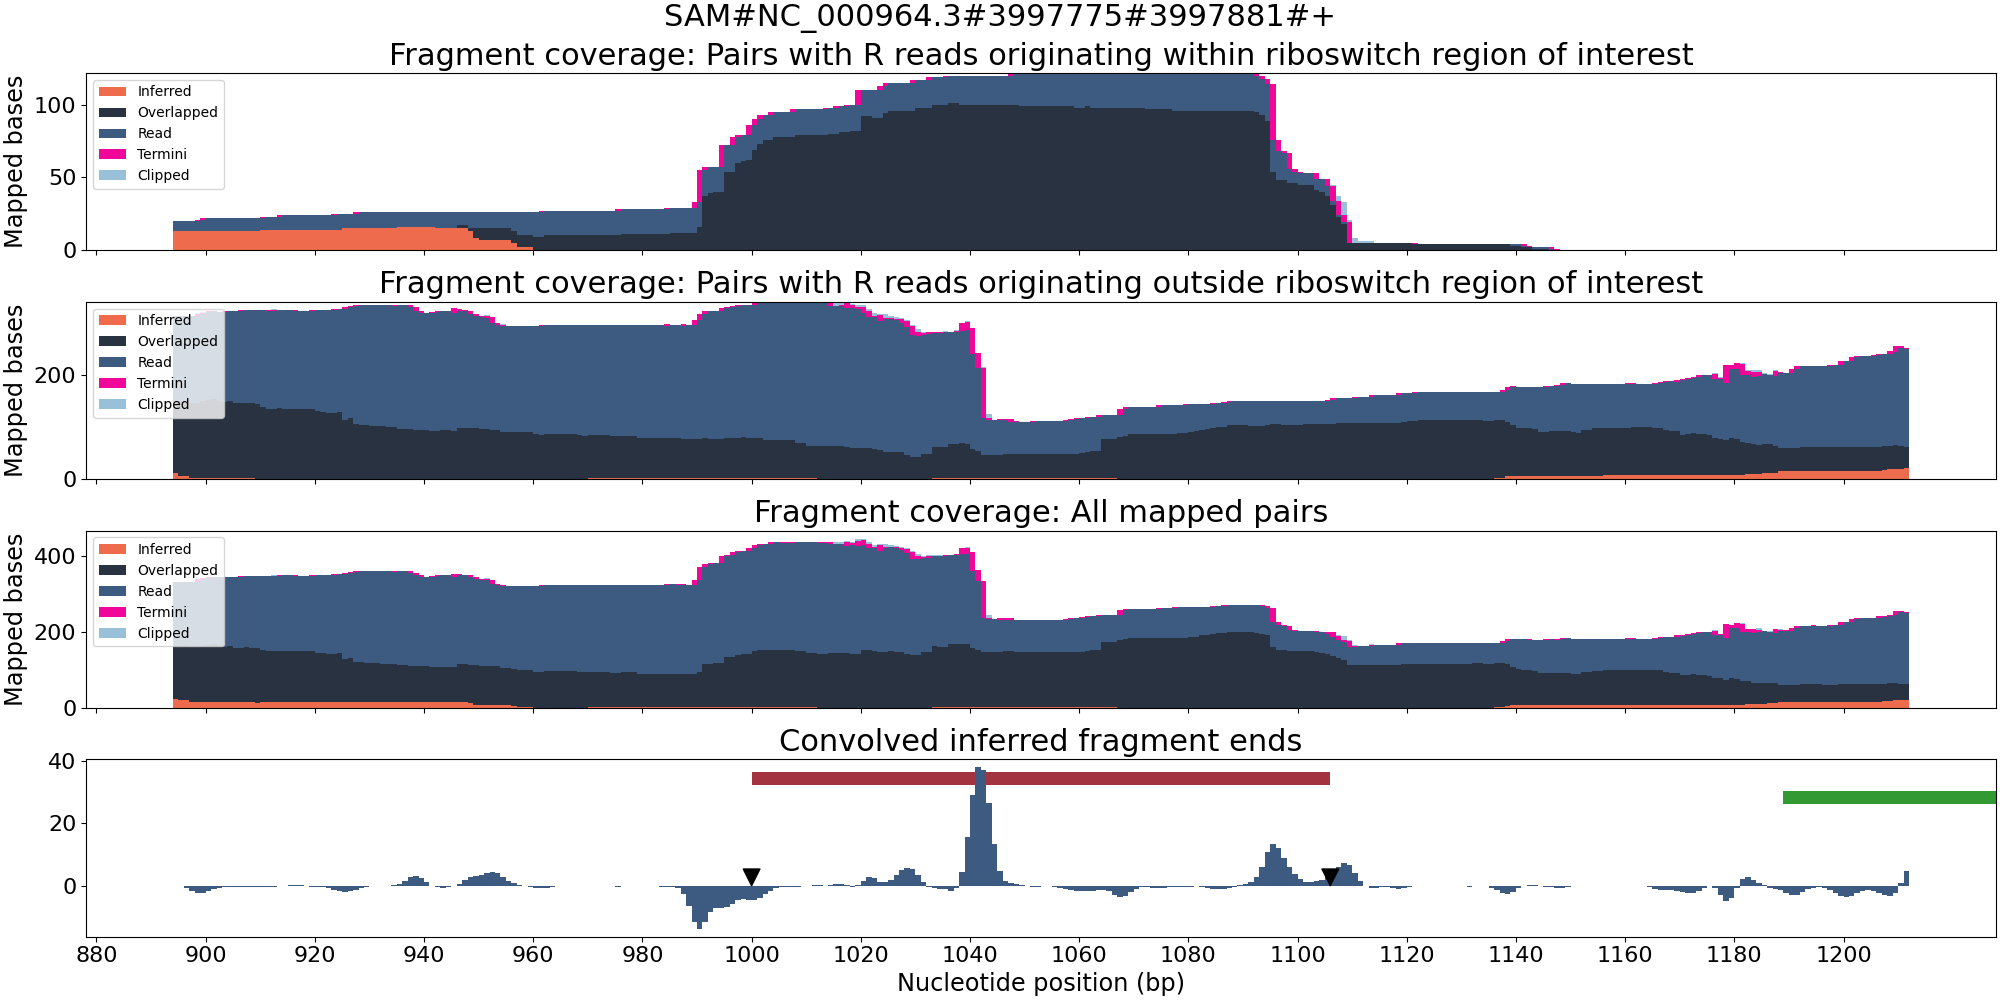 SAM#NC_000964.3#3997775#3997881#+
Fragment coverage: Pairs with R reads originating within riboswitch region of interest
Mapped bases
100
50
0
Inferred
Overlapped
Read
Termini
Clipped
Fragment coverage: Pairs with R reads originating outside riboswitch region of interest
Mapped bases
200
0
Inferred
Overlapped
Read
Termini
Clipped
Fragment coverage: All mapped pairs
Mapped bases
400
200
0
Inferred
Overlapped
Read
Termini
Clipped
Convolved inferred fragment ends
40
20
0
880 900 920 940 960 980 1000 1020 1040 1060 1080 1100 1120 1140 1160 1180 1200
Nucleotide position (bp)